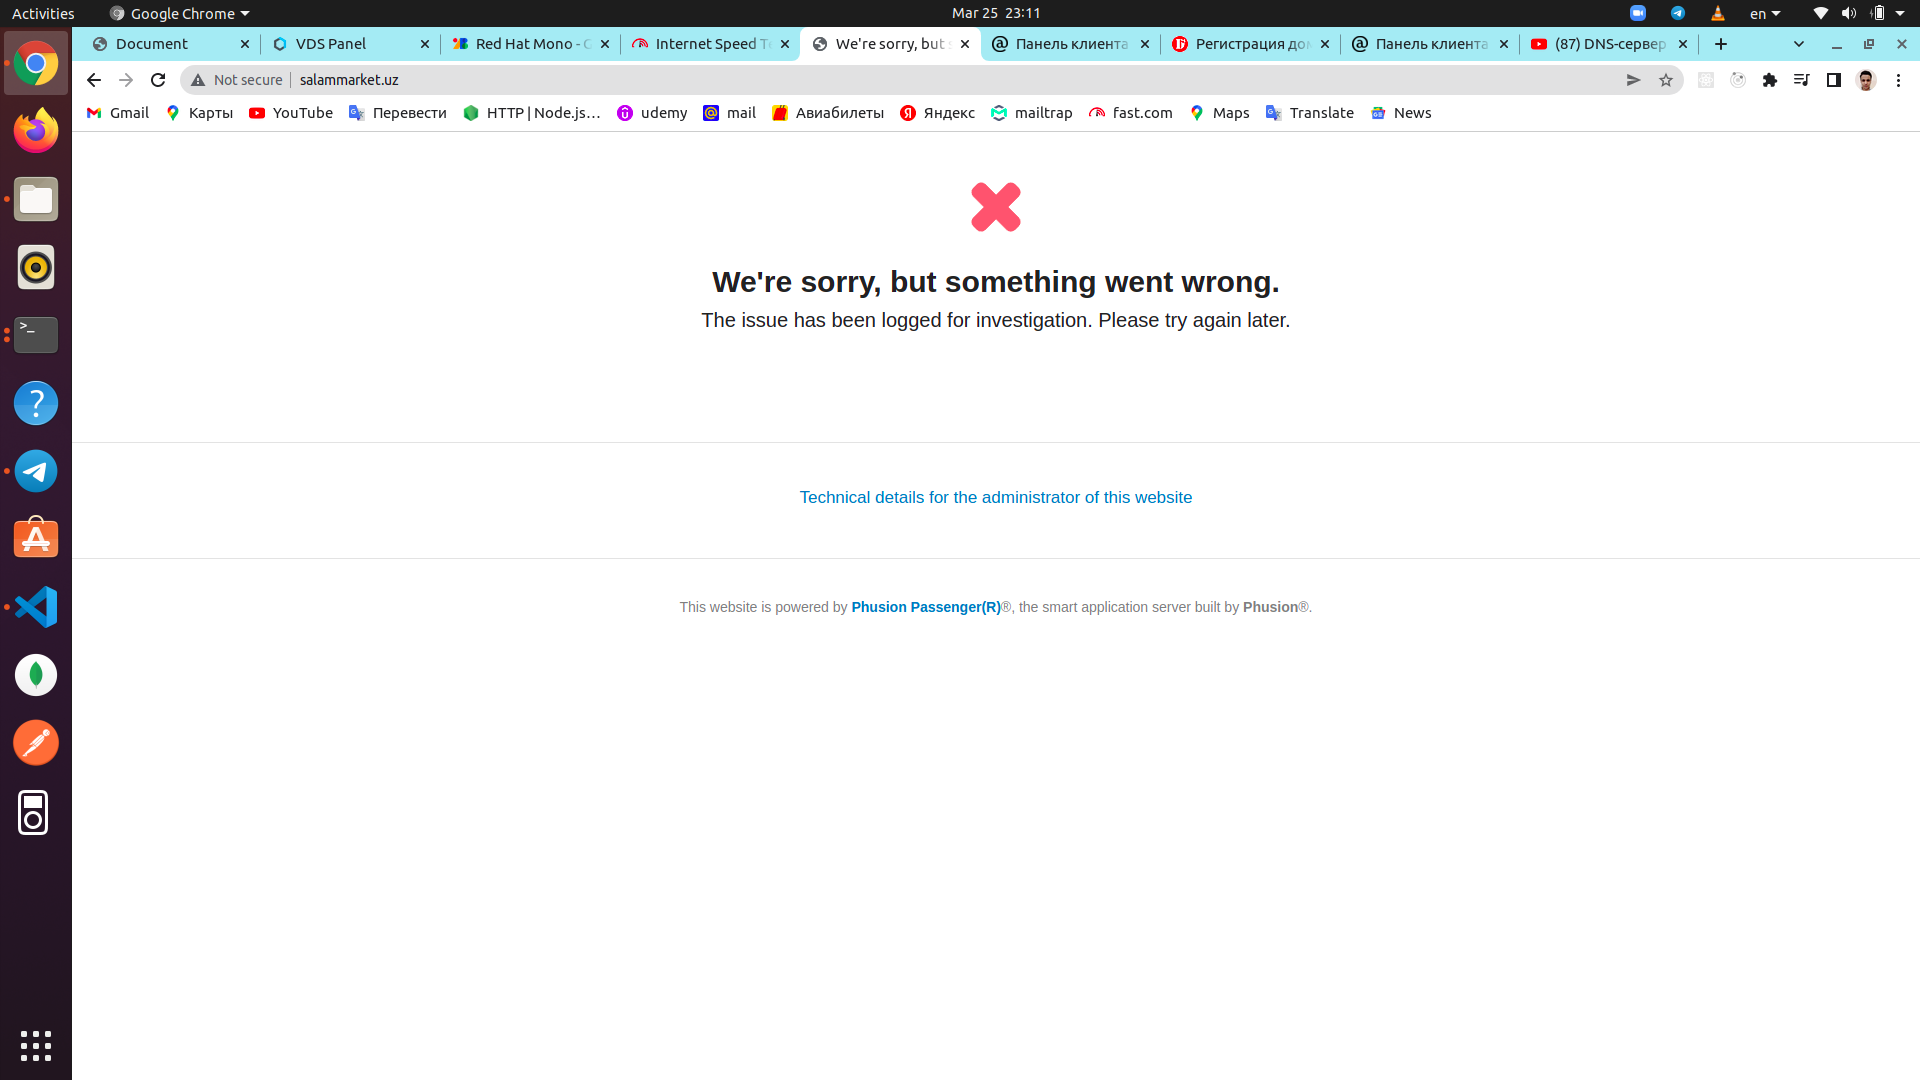 Activities Google Chrome Mar 25 23:11 en
Document VDS Panel Red Hat Mono - Internet Speed We're sorry, but Панель клиента Регистрация Панель клиента (87) DNS-сервер
Not secure salammarket.uz
Gmail Карты YouTube Перевести HTTP | Node.js… udemy mail Авиабилеты Яндекс mailtrap fast.com Maps Translate News
We're sorry, but something went wrong.
The issue has been logged for investigation. Please try again later.
Technical details for the administrator of this website
This website is powered by Phusion Passenger(R)®, the smart application server built by Phusion®.